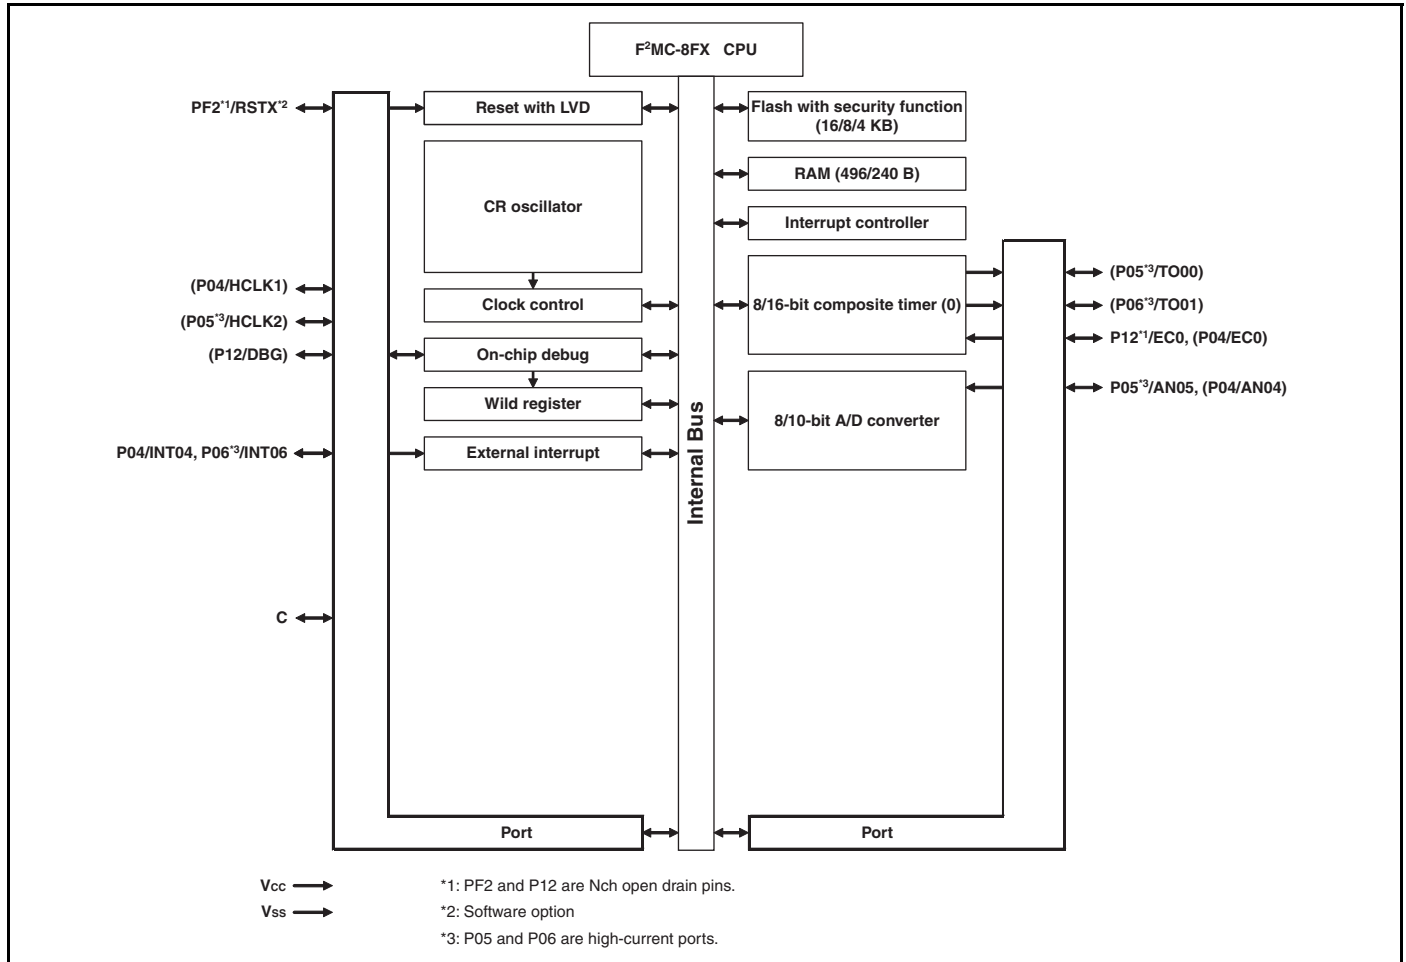 F²MC-8FX CPU
PF2*1/RSTX*2
Reset with LVD
Flash with security function
(16/8/4 KB)
RAM (496/240 B)
CR oscillator
Interrupt controller
(P04/HCLK1)
Clock control
8/16-bit composite timer (0)
(P05*3/TO00)
(P05*3/HCLK2)
(P06*3/TO01)
(P12/DBG)
On-chip debug
P12*1/EC0, (P04/EC0)
Wild register
8/10-bit A/D converter
P05*3/AN05, (P04/AN04)
P04/INT04, P06*3/INT06
External interrupt
Internal Bus
C
Port
Port
Vcc
*1: PF2 and P12 are Nch open drain pins.
Vss
*2: Software option
*3: P05 and P06 are high-current ports.